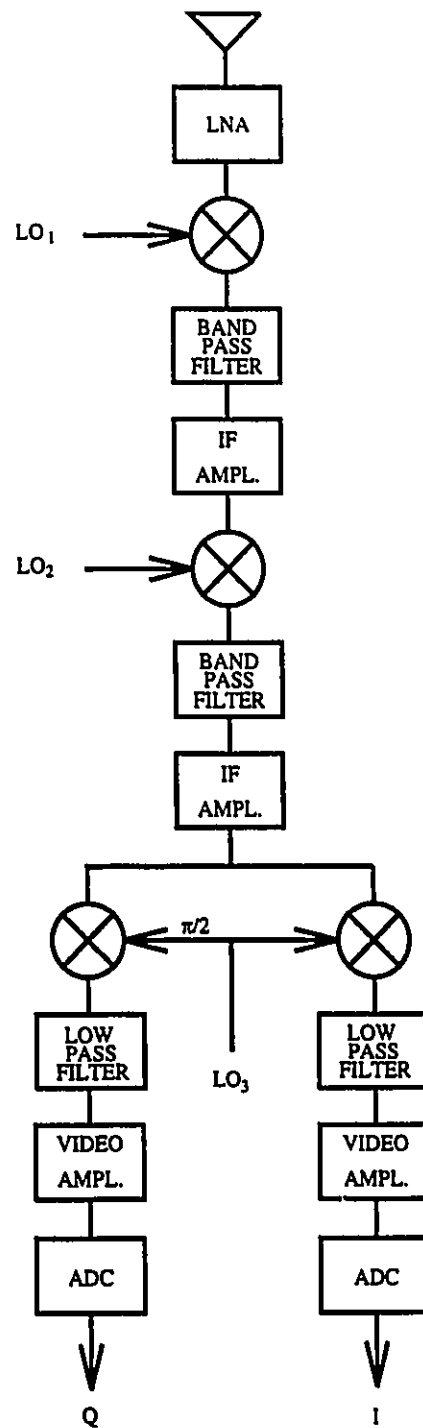 LNA
LO₁
BAND
PASS
FILTER
IF
AMPL.
LO₂
BAND
PASS
FILTER
IF
AMPL.
π/2
LO₃
LOW
PASS
FILTER
LOW
PASS
FILTER
VIDEO
AMPL.
VIDEO
AMPL.
ADC
ADC
Q
I